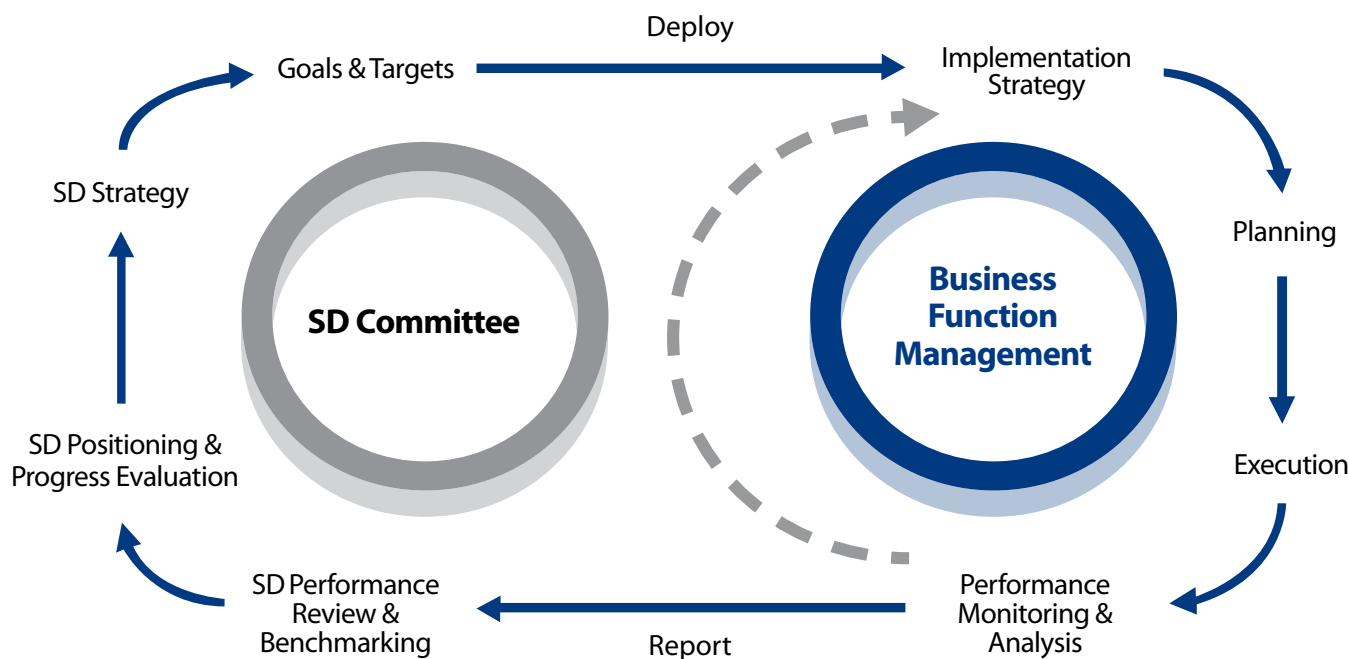 Deploy
Goals & Targets
Implementation
Strategy
SD Strategy
Planning
SD Committee
Business
Function
Management
SD Positioning &
Progress Evaluation
Execution
SD Performance
Review &
Benchmarking
Report
Performance
Monitoring &
Analysis